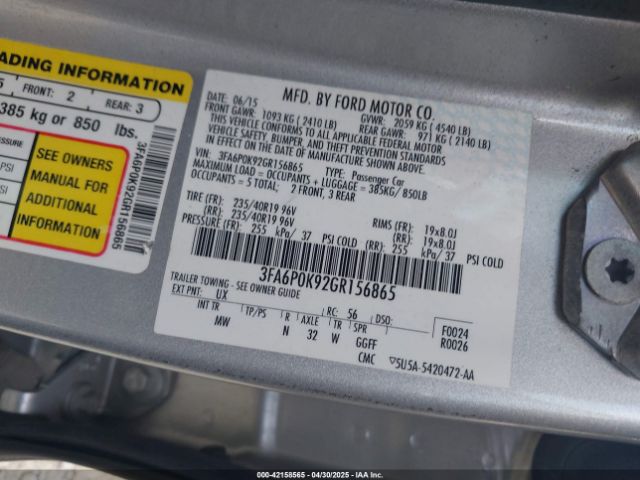 ADING INFORMATION
5 FRONT: 2 REAR: 3
385 kg or 850 lbs.
RESSURE
PSI
PSI
SEE OWNERS
MANUAL FOR
ADDITIONAL
INFORMATION
3FA6P0K92GR156865
MFD. BY FORD MOTOR CO.
DATE: 06/15 GVWR: 2059 KG ( 4540 LB)
FRONT GAWR: 1093 KG ( 2410 LB) REAR GAWR: 971 KG ( 2140 LB)
THIS VEHICLE CONFORMS TO ALL APPLICABLE FEDERAL MOTOR
VEHICLE SAFETY, BUMPER, AND THEFT PREVENTION STANDARDS
IN EFFECT ON THE DATE OF MANUFACTURE SHOWN ABOVE.
VIN: 3FA6P0K92GR156865 TYPE: Passenger Car
MAXIMUM LOAD = OCCUPANTS + LUGGAGE = 385KG/ 850LB
OCCUPANTS = 5 TOTAL: 2 FRONT, 3 REAR
TIRE (FR): 235/40R19 96V RIMS (FR): 19x8.0J
(RR): 235/40R19 96V (RR): 19x8.0J
PRESSURE (FR): 255 kPa/ 37 PSI COLD (RR): 255 kPa/ 37 PSI COLD
3FA6P0K92GR156865
TRAILER TOWING - SEE OWNER GUIDE
EXT PNT: UX RC: 56 DSO: F0024
INT TR TP/PS R AXLE TR SPR R0026
MW N 32 W GGFF
CMC 5U5A-5420472-AA
000-42158565 - 04/30/2025 - IAAI.COM